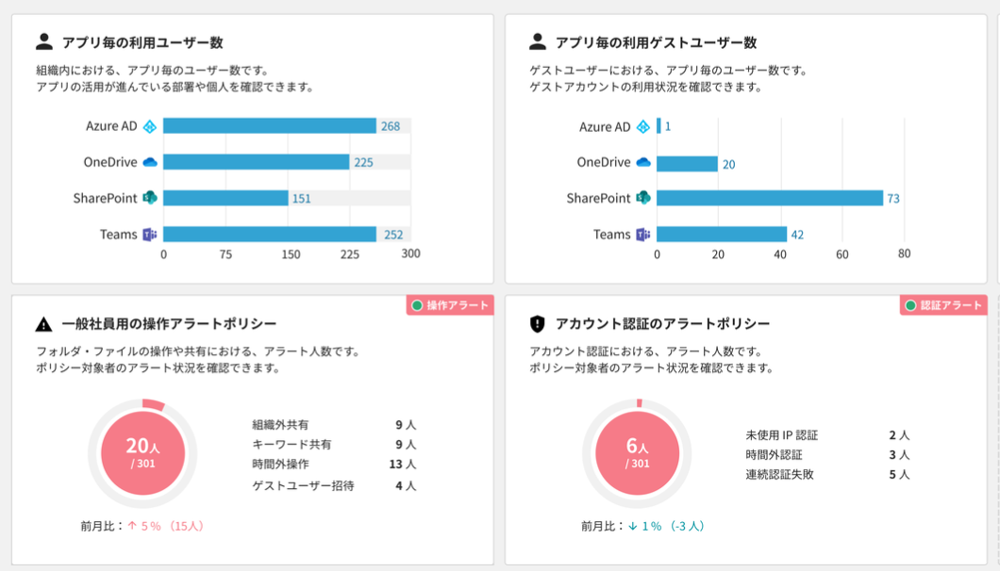 アプリ毎の利用ユーザー数
組織内における、アプリ毎のユーザー数です。
アプリの活用が進んでいる部署や個人を確認できます。
Azure AD 268
OneDrive 225
SharePoint 151
Teams 252
0 75 150 225 300
アプリ毎の利用ゲストユーザー数
ゲストユーザーにおける、アプリ毎のユーザー数です。
ゲストアカウントの利用状況を確認できます。
Azure AD 1
OneDrive 20
SharePoint 73
Teams 42
0 20 40 60 80
操作アラート
一般社員用の操作アラートポリシー
フォルダ・ファイルの操作や共有における、アラート人数です。
ポリシー対象者のアラート状況を確認できます。
20人
/ 301
組織外共有 9 人
キーワード共有 9 人
時間外操作 13 人
ゲストユーザー招待 4 人
前月比：↑ 5 % （15人）
認証アラート
アカウント認証のアラートポリシー
アカウント認証における、アラート人数です。
ポリシー対象者のアラート状況を確認できます。
6人
/ 301
未使用 IP 認証 2 人
時間外認証 3 人
連続認証失敗 5 人
前月比：↓ 1 % （-3 人）